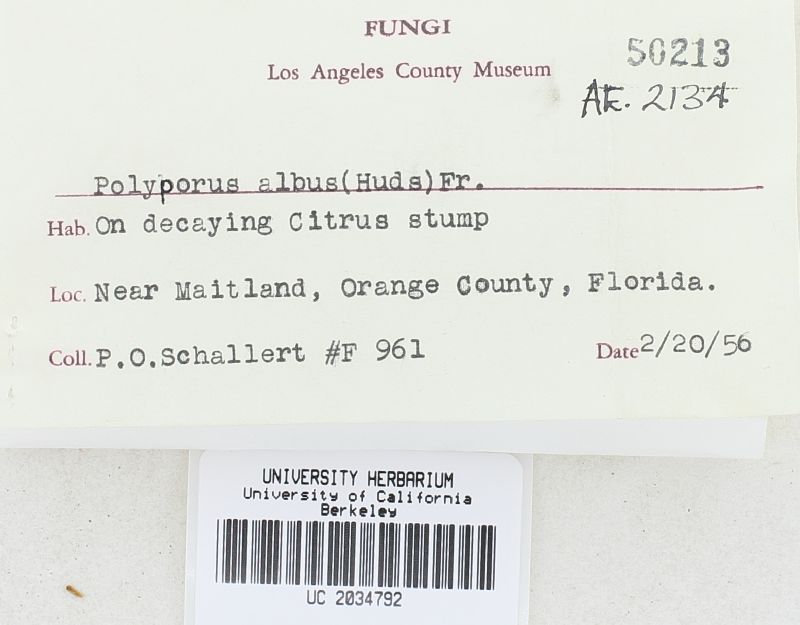 FUNGI
Los Angeles County Museum
50213
AE. 2134
Polyporus albus(Huds)Fr.
Hab. On decaying Citrus stump
Loc. Near Maitland, Orange County, Florida.
Coll. P.O.Schallert #F 961
Date 2/20/56
UNIVERSITY HERBARIUM
University of California
Berkeley
UC 2034792